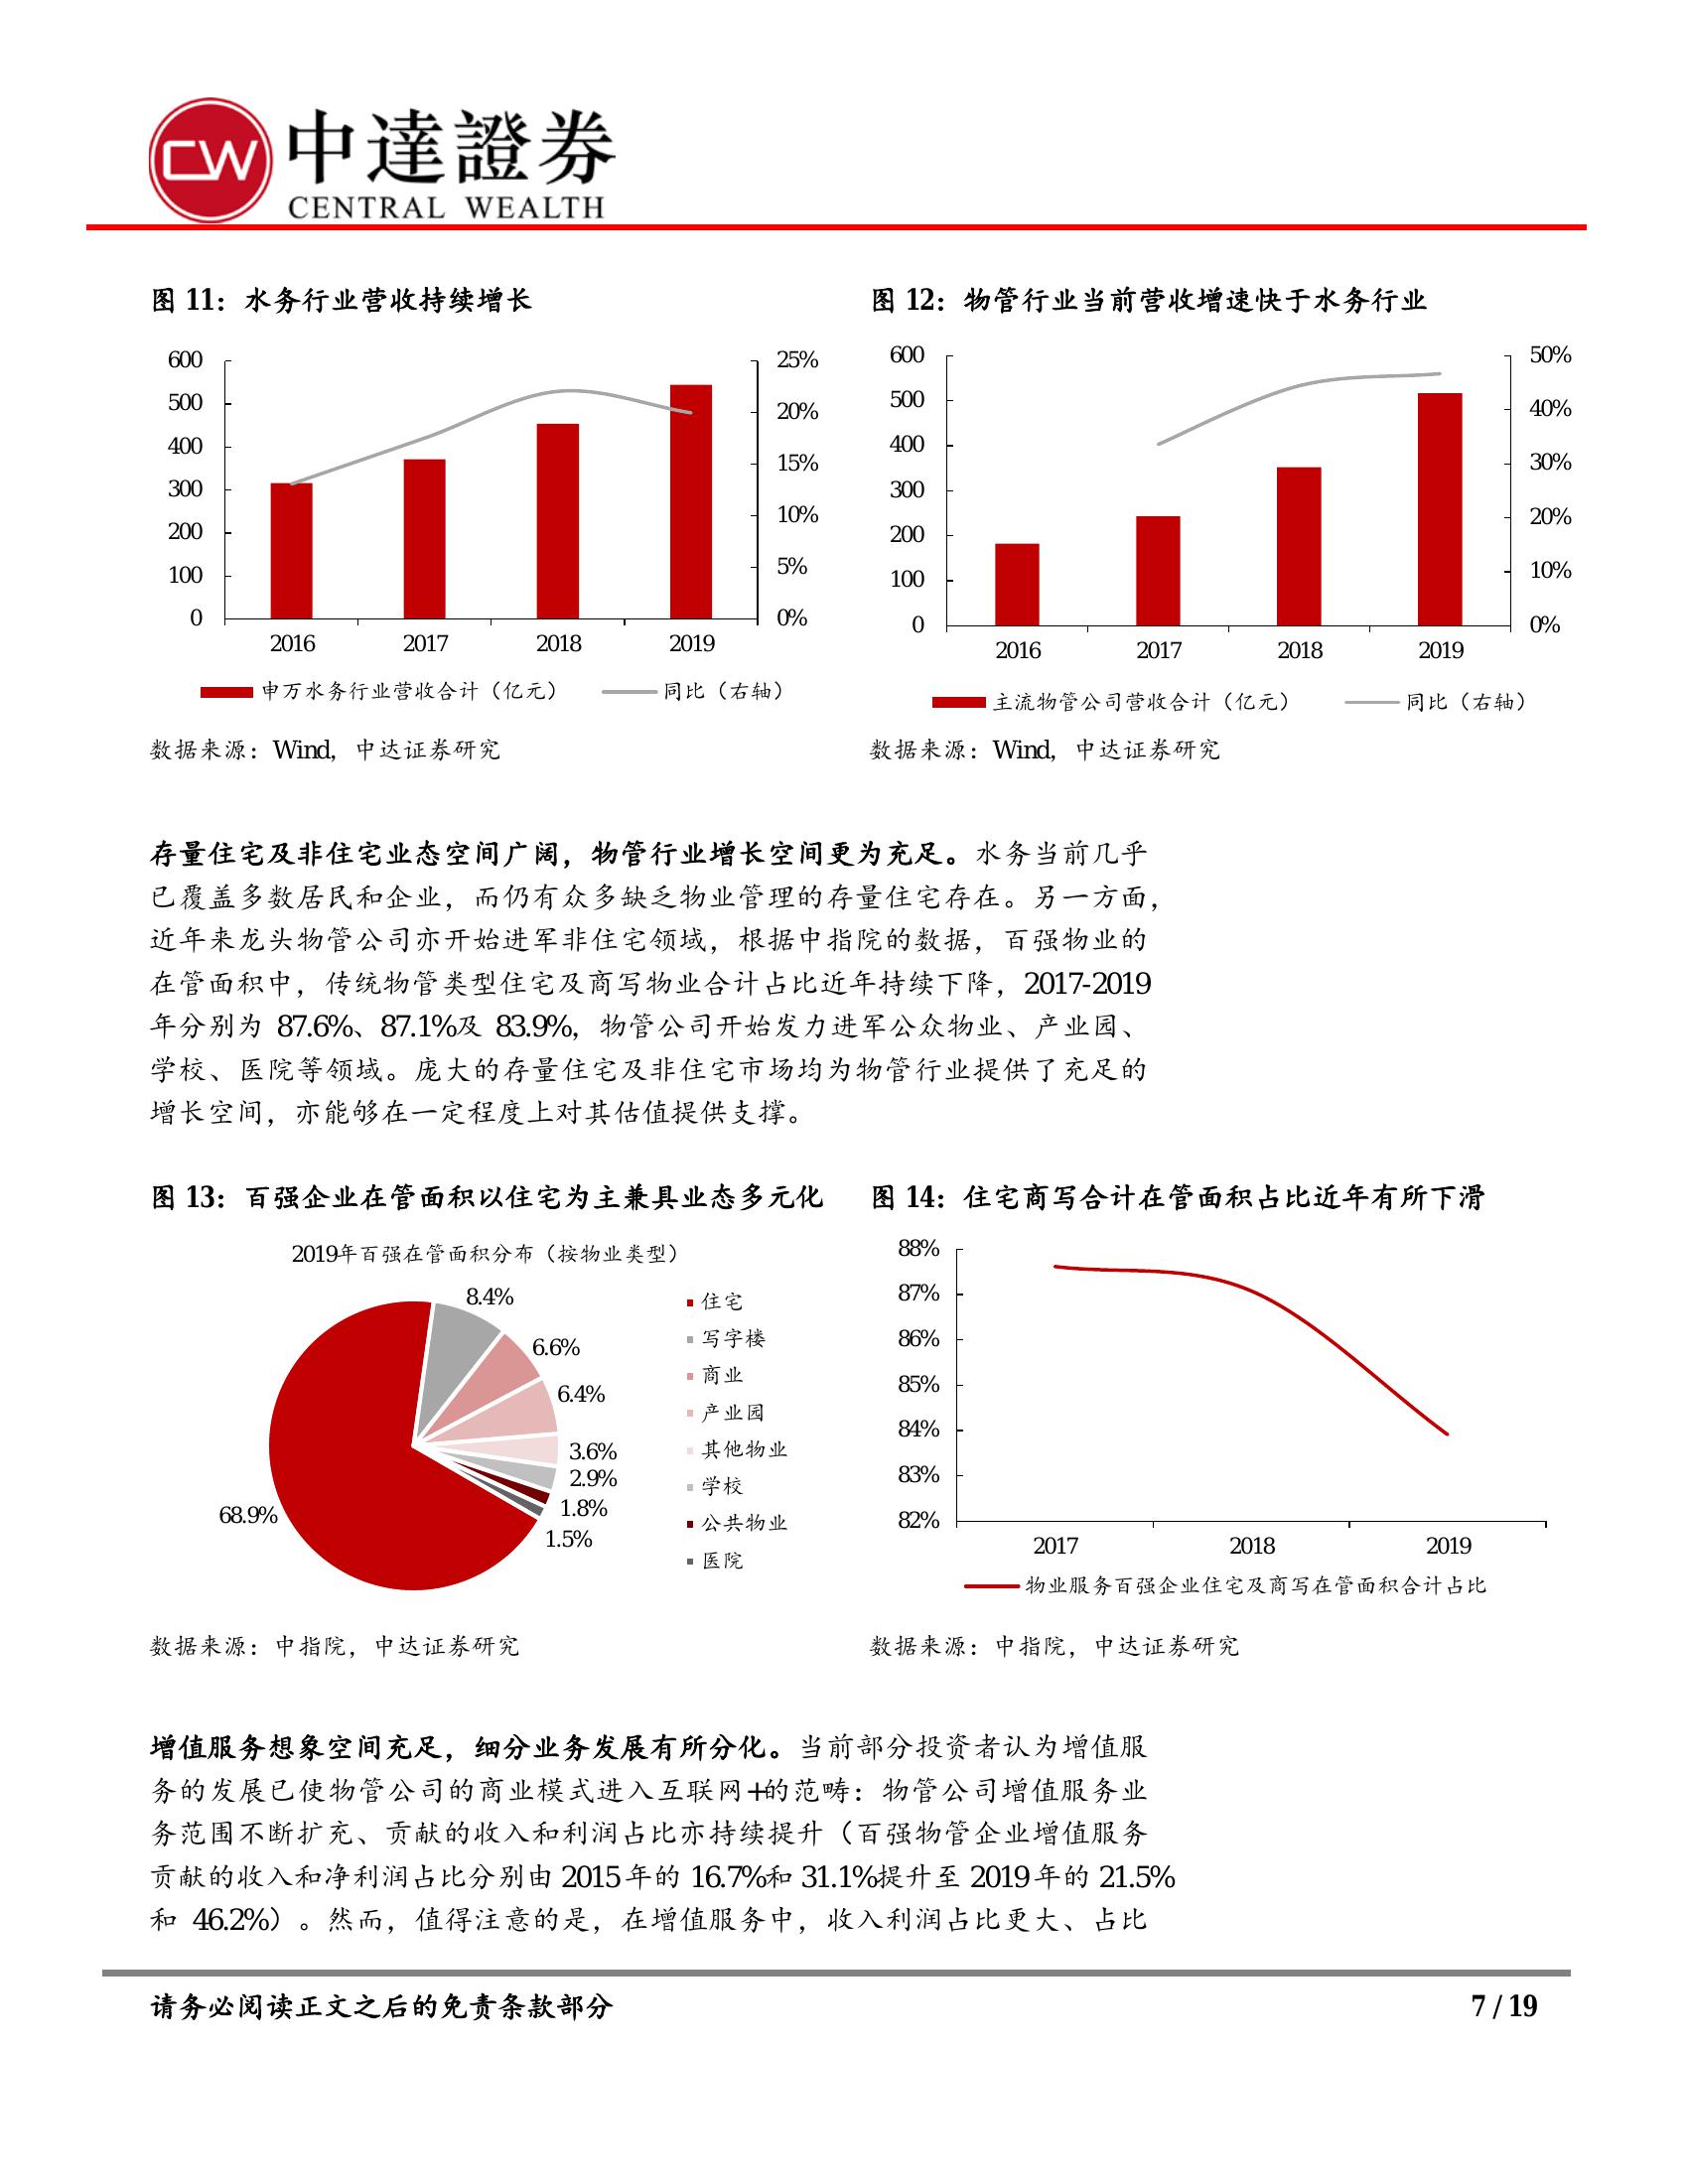 CW 中達證券
CENTRAL WEALTH
图 11：水务行业营收持续增长
600
500
400
300
200
100
0
25%
20%
15%
10%
5%
0%
2016 2017 2018 2019
申万水务行业营收合计（亿元） 同比（右轴）
数据来源：Wind，中达证券研究
图 12：物管行业当前营收增速快于水务行业
600
500
400
300
200
100
0
50%
40%
30%
20%
10%
0%
2016 2017 2018 2019
主流物管公司营收合计（亿元） 同比（右轴）
数据来源：Wind，中达证券研究
存量住宅及非住宅业态空间广阔，物管行业增长空间更为充足。水务当前几乎
已覆盖多数居民和企业，而仍有众多缺乏物业管理的存量住宅存在。另一方面，
近年来龙头物管公司亦开始进军非住宅领域，根据中指院的数据，百强物业的
在管面积中，传统物管类型住宅及商写物业合计占比近年持续下降，2017-2019
年分别为 87.6%、87.1%及 83.9%，物管公司开始发力进军公众物业、产业园、
学校、医院等领域。庞大的存量住宅及非住宅市场均为物管行业提供了充足的
增长空间，亦能够在一定程度上对其估值提供支撑。
图 13：百强企业在管面积以住宅为主兼具业态多元化
2019年百强在管面积分布（按物业类型）
8.4%
6.6%
6.4%
3.6%
2.9%
1.8%
1.5%
68.9%
住宅
写字楼
商业
产业园
其他物业
学校
公共物业
医院
数据来源：中指院，中达证券研究
图 14：住宅商写合计在管面积占比近年有所下滑
88%
87%
86%
85%
84%
83%
82%
2017 2018 2019
物业服务百强企业住宅及商写在管面积合计占比
数据来源：中指院，中达证券研究
增值服务想象空间充足，细分业务发展有所分化。当前部分投资者认为增值服
务的发展已使物管公司的商业模式进入互联网+的范畴：物管公司增值服务业
务范围不断扩充、贡献的收入和利润占比亦持续提升（百强物管企业增值服务
贡献的收入和净利润占比分别由 2015 年的 16.7%和 31.1%提升至 2019 年的 21.5%
和 46.2%）。然而，值得注意的是，在增值服务中，收入利润占比更大、占比
请务必阅读正文之后的免责条款部分
7 / 19